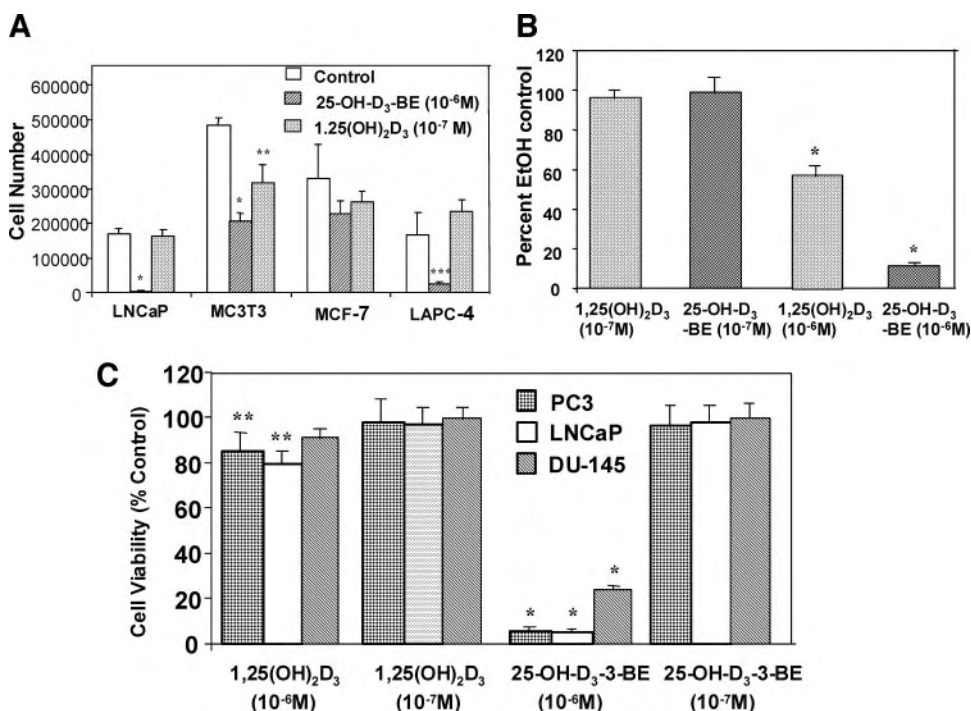 A
Cell Number
600000
500000
400000
300000
200000
100000
0
Control
25-OH-D₃-BE (10⁻⁶M)
1.25(OH)₂D₃ (10⁻⁷ M)
*
*
**
***
LNCaP
MC3T3
MCF-7
LAPC-4
B
Percent EtOH control
120
100
80
60
40
20
0
*
*
1,25(OH)₂D₃ (10⁻⁷M)
25-OH-D₃ -BE (10⁻⁷M)
1,25(OH)₂D₃ (10⁻⁶M)
25-OH-D₃ -BE (10⁻⁶M)
C
Cell Viability (% Control)
120
100
80
60
40
20
0
PC3
LNCaP
DU-145
**
**
*
*
*
1,25(OH)₂D₃ (10⁻⁶M)
1,25(OH)₂D₃ (10⁻⁷M)
25-OH-D₃-3-BE (10⁻⁶M)
25-OH-D₃-3-BE (10⁻⁷M)